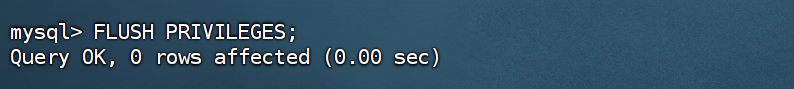 mysql> FLUSH PRIVILEGES;
Query OK, 0 rows affected (0.00 sec)